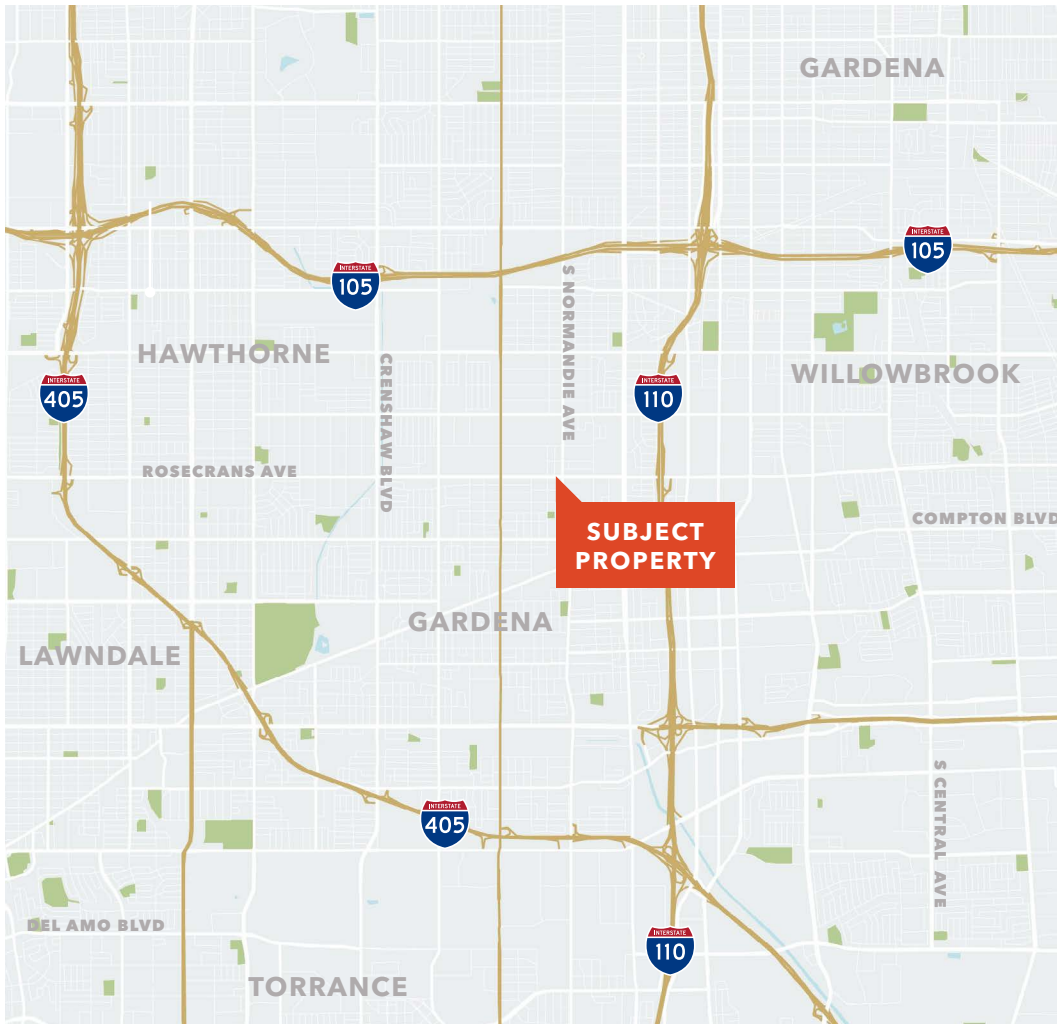 GARDENA
INTERSTATE
105
INTERSTATE
105
S NORMANDIE AVE
HAWTHORNE
CRENSHAW BLVD
WILLOWBROOK
INTERSTATE
405
INTERSTATE
110
ROSECRANS AVE
COMPTON BLVD
SUBJECT
PROPERTY
GARDENA
LAWNDALE
S CENTRAL AVE
INTERSTATE
405
DEL AMO BLVD
INTERSTATE
110
TORRANCE